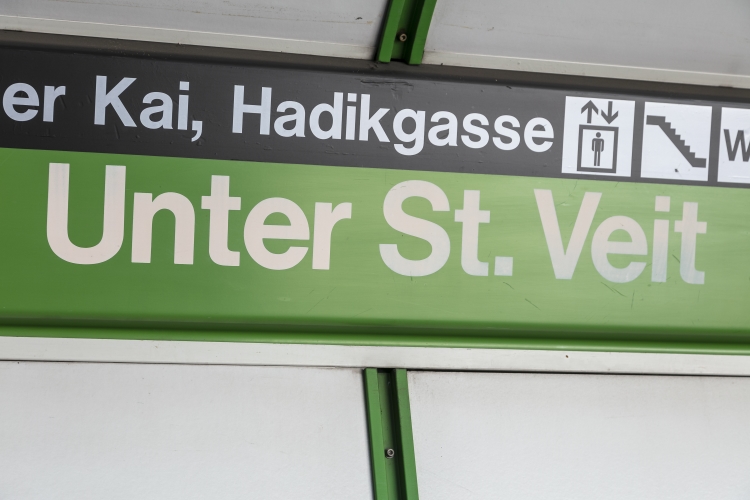 er Kai, Hadikgasse W
Unter St. Veit